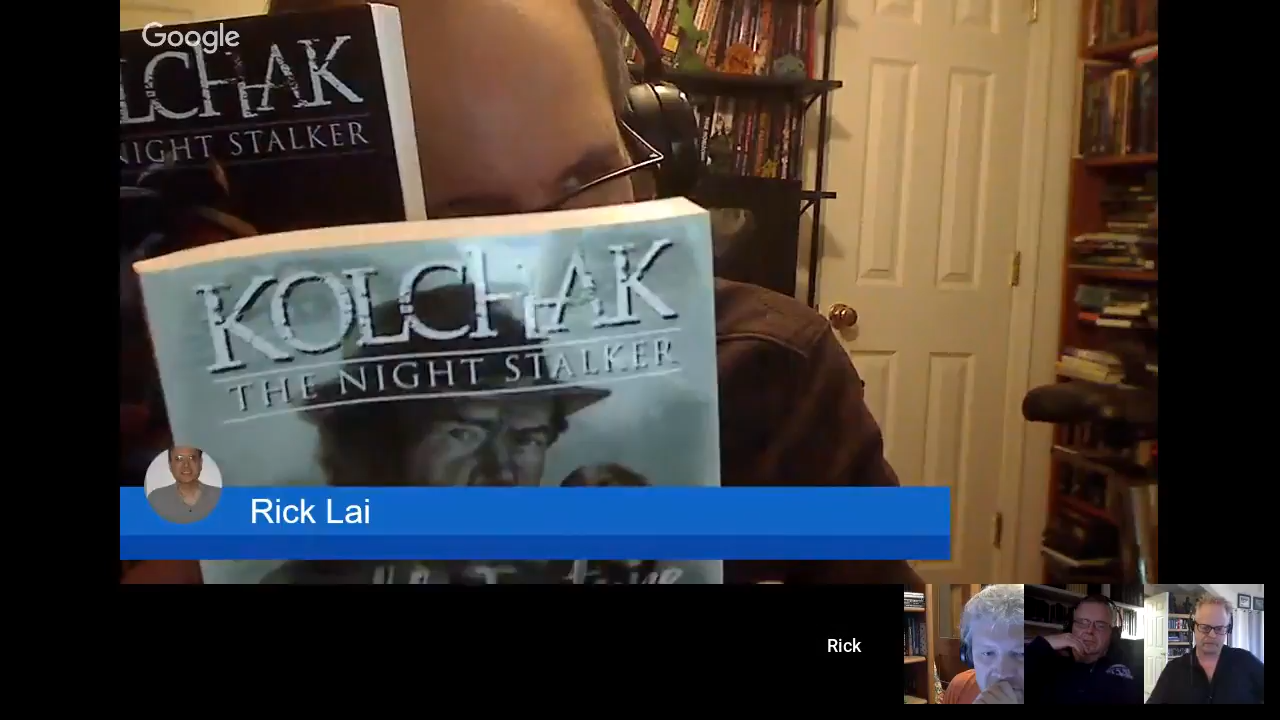 Google
LCHAK
NIGHT STALKER
KOLCHAK
THE NIGHT STALKER
Rick Lai
Rick